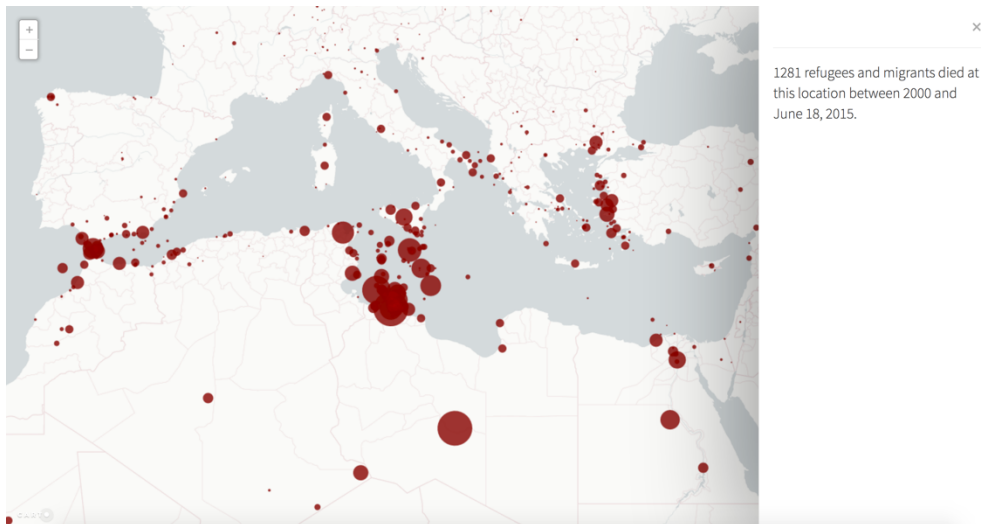 +
−
×
1281 refugees and migrants died at
this location between 2000 and
June 18, 2015.